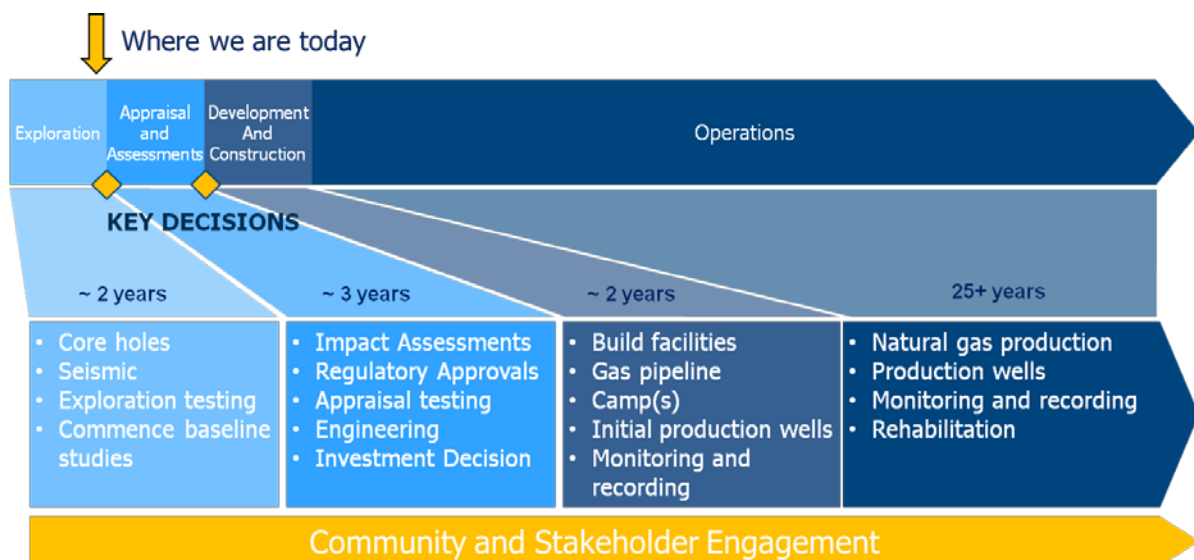 Where we are today
Exploration
Appraisal
and
Assessments
Development
And
Construction
Operations
KEY DECISIONS
~ 2 years
~ 3 years
~ 2 years
25+ years
• Core holes
• Seismic
• Exploration testing
• Commence baseline
studies
• Impact Assessments
• Regulatory Approvals
• Appraisal testing
• Engineering
• Investment Decision
• Build facilities
• Gas pipeline
• Camp(s)
• Initial production wells
• Monitoring and
recording
• Natural gas production
• Production wells
• Monitoring and recording
• Rehabilitation
Community and Stakeholder Engagement